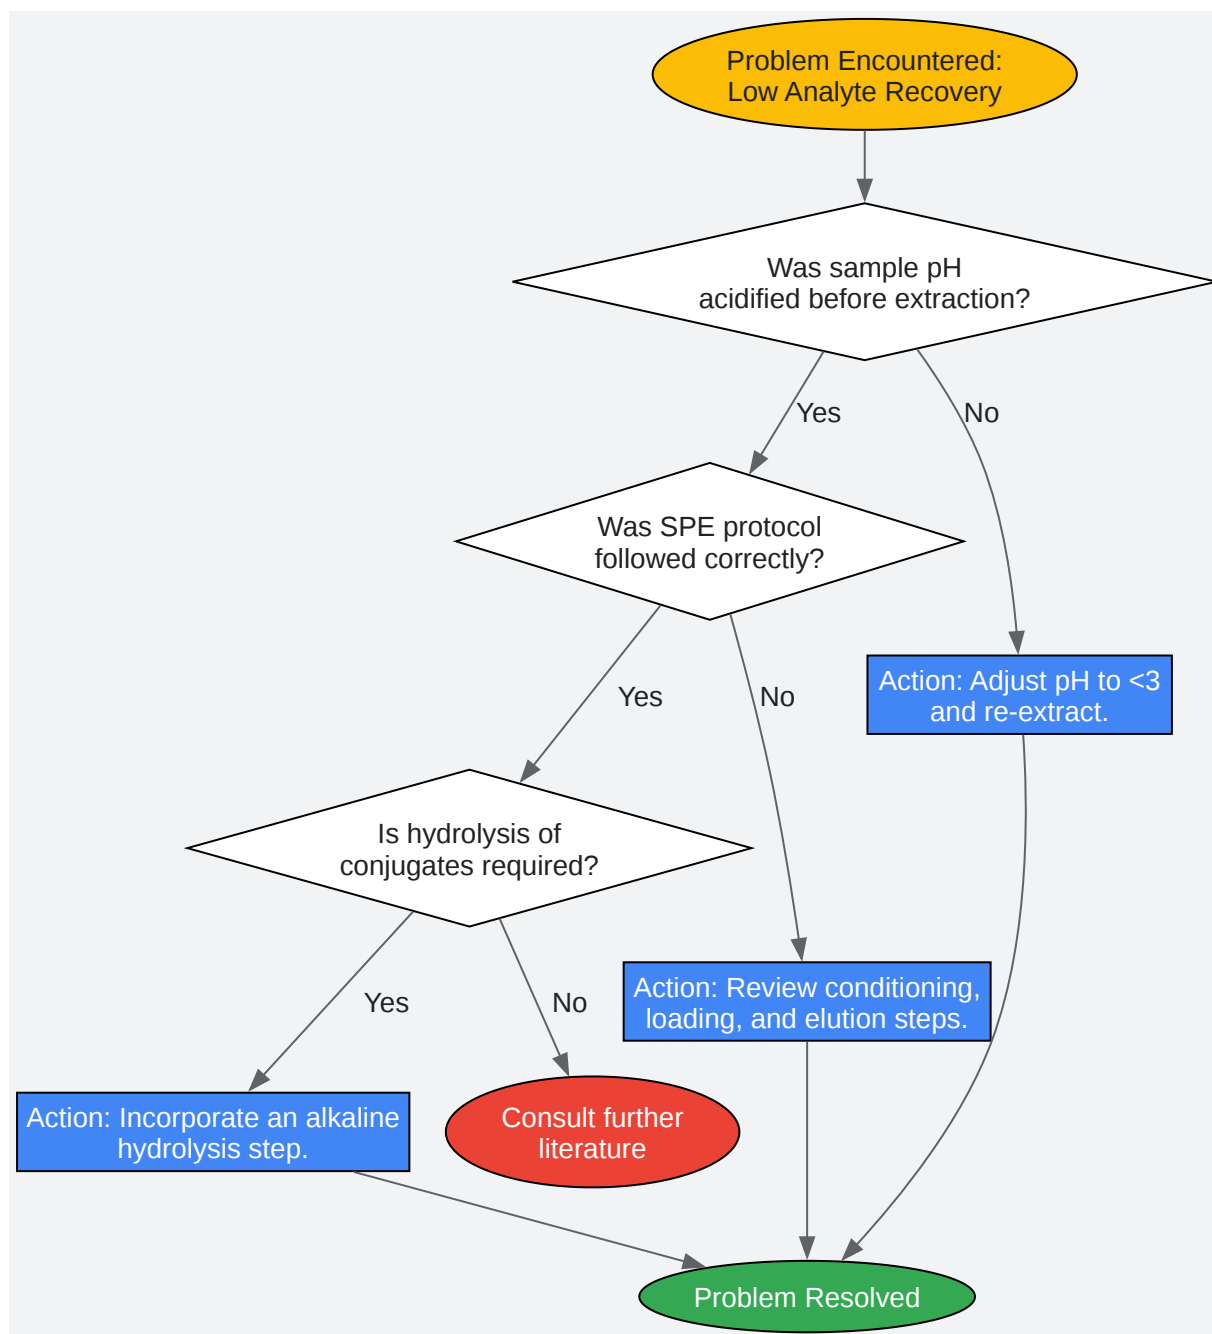 Problem Encountered:
Low Analyte Recovery
Was sample pH
acidified before extraction?
Yes
No
Was SPE protocol
followed correctly?
Yes
No
Action: Adjust pH to <3
and re-extract.
Is hydrolysis of
conjugates required?
Yes
No
Action: Review conditioning,
loading, and elution steps.
Action: Incorporate an alkaline
hydrolysis step.
Consult further
literature
Problem Resolved